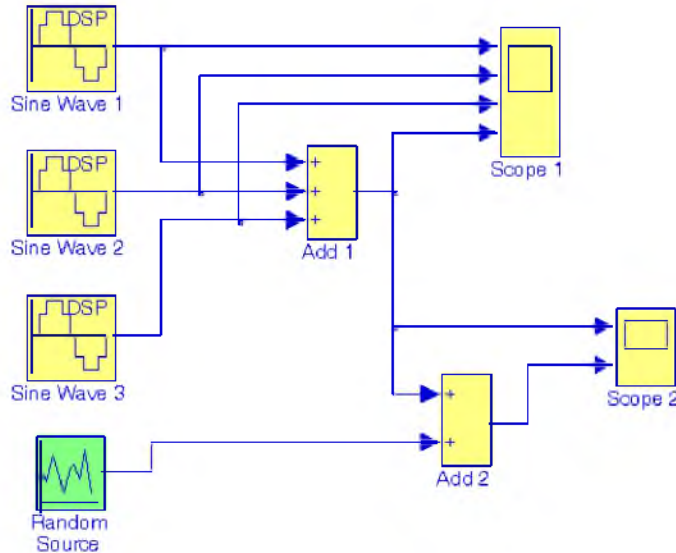 DSP
Sine Wave 1
Scope 1
DSP
+
+
+
Sine Wave 2
Add 1
DSP
Sine Wave 3
Scope 2
+
+
Add 2
Random
Source